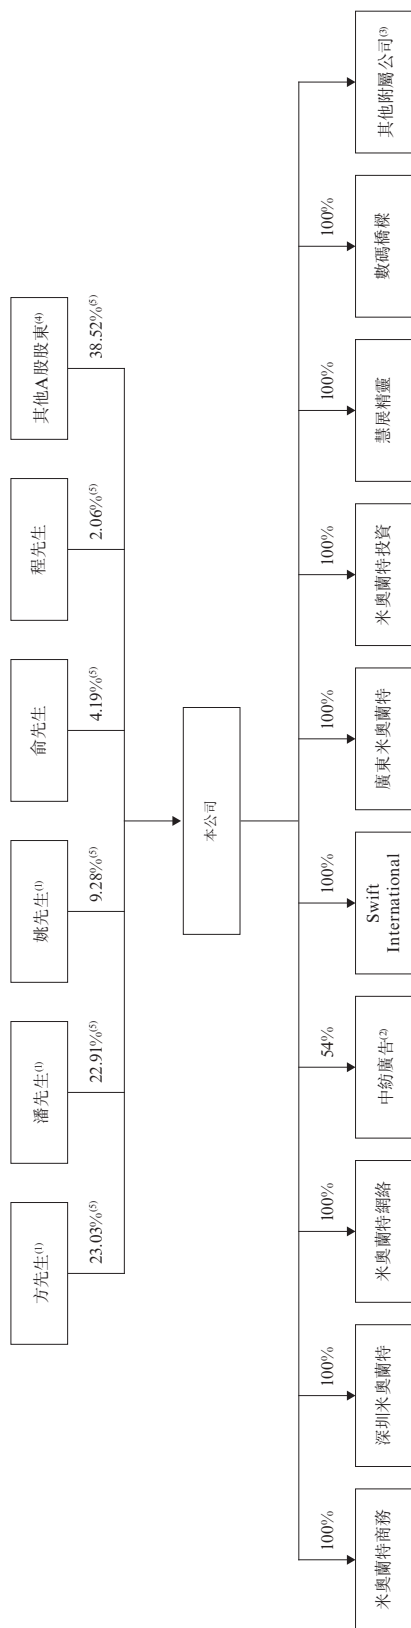 方先生(1)
潘先生(1)
姚先生(1)
俞先生
程先生
其他A股股東(4)
23.03%(5)
22.91%(5)
9.28%(5)
4.19%(5)
2.06%(5)
38.52%(5)
本公司
100%
100%
100%
54%
100%
100%
100%
100%
100%
米奧蘭特商務
深圳米奧蘭特
米奧蘭特網絡
中紡廣告(2)
Swift
International
廣東米奧蘭特
米奧蘭特投資
慧展精靈
數碼橋樑
其他附屬公司(3)